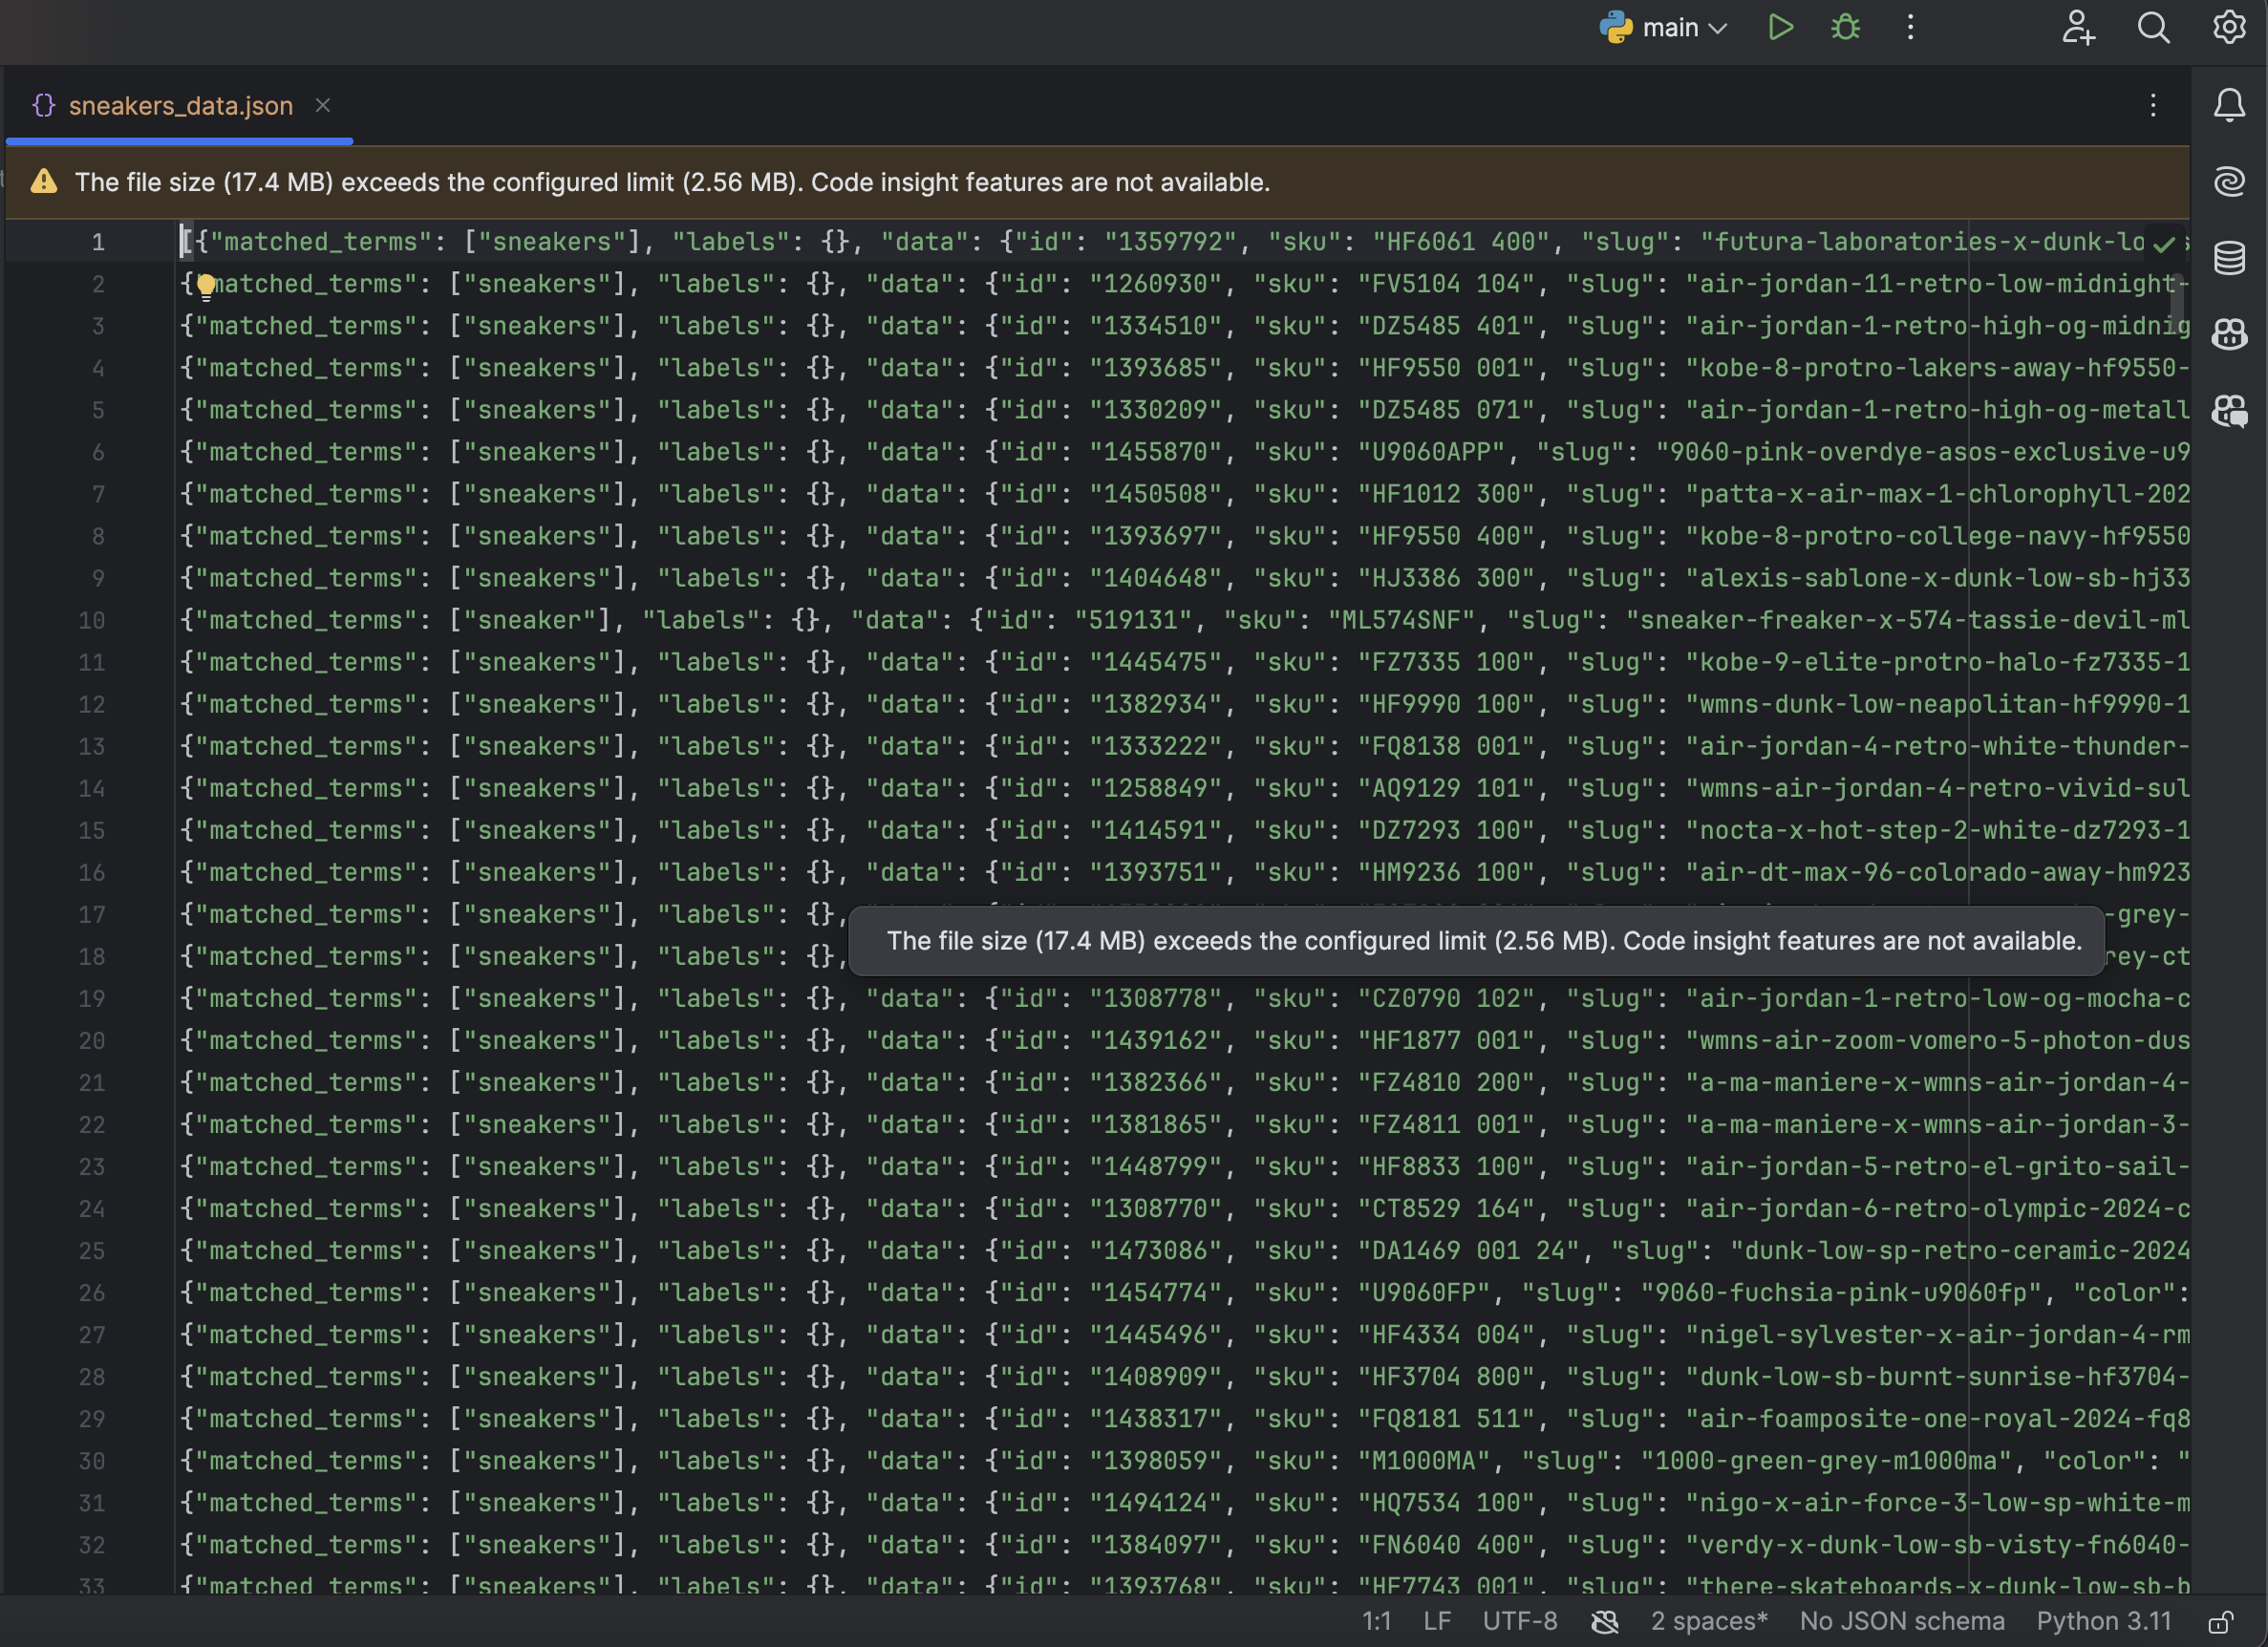 main
sneakers_data.json
The file size (17.4 MB) exceeds the configured limit (2.56 MB). Code insight features are not available.
1 [{"matched_terms": ["sneakers"], "labels": {}, "data": {"id": "1359792", "sku": "HF6061 400", "slug": "futura-laboratories-x-dunk-lo s
2 {"matched_terms": ["sneakers"], "labels": {}, "data": {"id": "1260930", "sku": "FV5104 104", "slug": "air-jordan-11-retro-low-midnight-
3 {"matched_terms": ["sneakers"], "labels": {}, "data": {"id": "1334510", "sku": "DZ5485 401", "slug": "air-jordan-1-retro-high-og-midnig
4 {"matched_terms": ["sneakers"], "labels": {}, "data": {"id": "1393685", "sku": "HF9550 001", "slug": "kobe-8-protro-lakers-away-hf9550-
5 {"matched_terms": ["sneakers"], "labels": {}, "data": {"id": "1330209", "sku": "DZ5485 071", "slug": "air-jordan-1-retro-high-og-metall
6 {"matched_terms": ["sneakers"], "labels": {}, "data": {"id": "1455870", "sku": "U9060APP", "slug": "9060-pink-overdye-asos-exclusive-u9
7 {"matched_terms": ["sneakers"], "labels": {}, "data": {"id": "1450508", "sku": "HF1012 300", "slug": "patta-x-air-max-1-chlorophyll-202
8 {"matched_terms": ["sneakers"], "labels": {}, "data": {"id": "1393697", "sku": "HF9550 400", "slug": "kobe-8-protro-college-navy-hf9550
9 {"matched_terms": ["sneakers"], "labels": {}, "data": {"id": "1404648", "sku": "HJ3386 300", "slug": "alexis-sablone-x-dunk-low-sb-hj33
10 {"matched_terms": ["sneaker"], "labels": {}, "data": {"id": "519131", "sku": "ML574SNF", "slug": "sneaker-freaker-x-574-tassie-devil-ml
11 {"matched_terms": ["sneakers"], "labels": {}, "data": {"id": "1445475", "sku": "FZ7335 100", "slug": "kobe-9-elite-protro-halo-fz7335-1
12 {"matched_terms": ["sneakers"], "labels": {}, "data": {"id": "1382934", "sku": "HF9990 100", "slug": "wmns-dunk-low-neapolitan-hf9990-1
13 {"matched_terms": ["sneakers"], "labels": {}, "data": {"id": "1333222", "sku": "FQ8138 001", "slug": "air-jordan-4-retro-white-thunder-
14 {"matched_terms": ["sneakers"], "labels": {}, "data": {"id": "1258849", "sku": "AQ9129 101", "slug": "wmns-air-jordan-4-retro-vivid-sul
15 {"matched_terms": ["sneakers"], "labels": {}, "data": {"id": "1414591", "sku": "DZ7293 100", "slug": "nocta-x-hot-step-2-white-dz7293-1
16 {"matched_terms": ["sneakers"], "labels": {}, "data": {"id": "1393751", "sku": "HM9236 100", "slug": "air-dt-max-96-colorado-away-hm923
17 {"matched_terms": ["sneakers"], "labels": {}, -grey-
The file size (17.4 MB) exceeds the configured limit (2.56 MB). Code insight features are not available.
18 {"matched_terms": ["sneakers"], "labels": {}, rey-ct
19 {"matched_terms": ["sneakers"], "labels": {}, "data": {"id": "1308778", "sku": "CZ0790 102", "slug": "air-jordan-1-retro-low-og-mocha-c
20 {"matched_terms": ["sneakers"], "labels": {}, "data": {"id": "1439162", "sku": "HF1877 001", "slug": "wmns-air-zoom-vomero-5-photon-dus
21 {"matched_terms": ["sneakers"], "labels": {}, "data": {"id": "1382366", "sku": "FZ4810 200", "slug": "a-ma-maniere-x-wmns-air-jordan-4-
22 {"matched_terms": ["sneakers"], "labels": {}, "data": {"id": "1381865", "sku": "FZ4811 001", "slug": "a-ma-maniere-x-wmns-air-jordan-3-
23 {"matched_terms": ["sneakers"], "labels": {}, "data": {"id": "1448799", "sku": "HF8833 100", "slug": "air-jordan-5-retro-el-grito-sail-
24 {"matched_terms": ["sneakers"], "labels": {}, "data": {"id": "1308770", "sku": "CT8529 164", "slug": "air-jordan-6-retro-olympic-2024-c
25 {"matched_terms": ["sneakers"], "labels": {}, "data": {"id": "1473086", "sku": "DA1469 001 24", "slug": "dunk-low-sp-retro-ceramic-2024
26 {"matched_terms": ["sneakers"], "labels": {}, "data": {"id": "1454774", "sku": "U9060FP", "slug": "9060-fuchsia-pink-u9060fp", "color":
27 {"matched_terms": ["sneakers"], "labels": {}, "data": {"id": "1445496", "sku": "HF4334 004", "slug": "nigel-sylvester-x-air-jordan-4-rm
28 {"matched_terms": ["sneakers"], "labels": {}, "data": {"id": "1408909", "sku": "HF3704 800", "slug": "dunk-low-sb-burnt-sunrise-hf3704-
29 {"matched_terms": ["sneakers"], "labels": {}, "data": {"id": "1438317", "sku": "FQ8181 511", "slug": "air-foamposite-one-royal-2024-fq8
30 {"matched_terms": ["sneakers"], "labels": {}, "data": {"id": "1398059", "sku": "M1000MA", "slug": "1000-green-grey-m1000ma", "color": "
31 {"matched_terms": ["sneakers"], "labels": {}, "data": {"id": "1494124", "sku": "HQ7534 100", "slug": "nigo-x-air-force-3-low-sp-white-m
32 {"matched_terms": ["sneakers"], "labels": {}, "data": {"id": "1384097", "sku": "FN6040 400", "slug": "verdy-x-dunk-low-sb-visty-fn6040-
33 {"matched_terms": ["sneakers"], "labels": {}, "data": {"id": "1393768", "sku": "HF7743 001", "slug": "there-skateboards-x-dunk-low-sb-b
1:1 LF UTF-8 2 spaces* No JSON schema Python 3.11